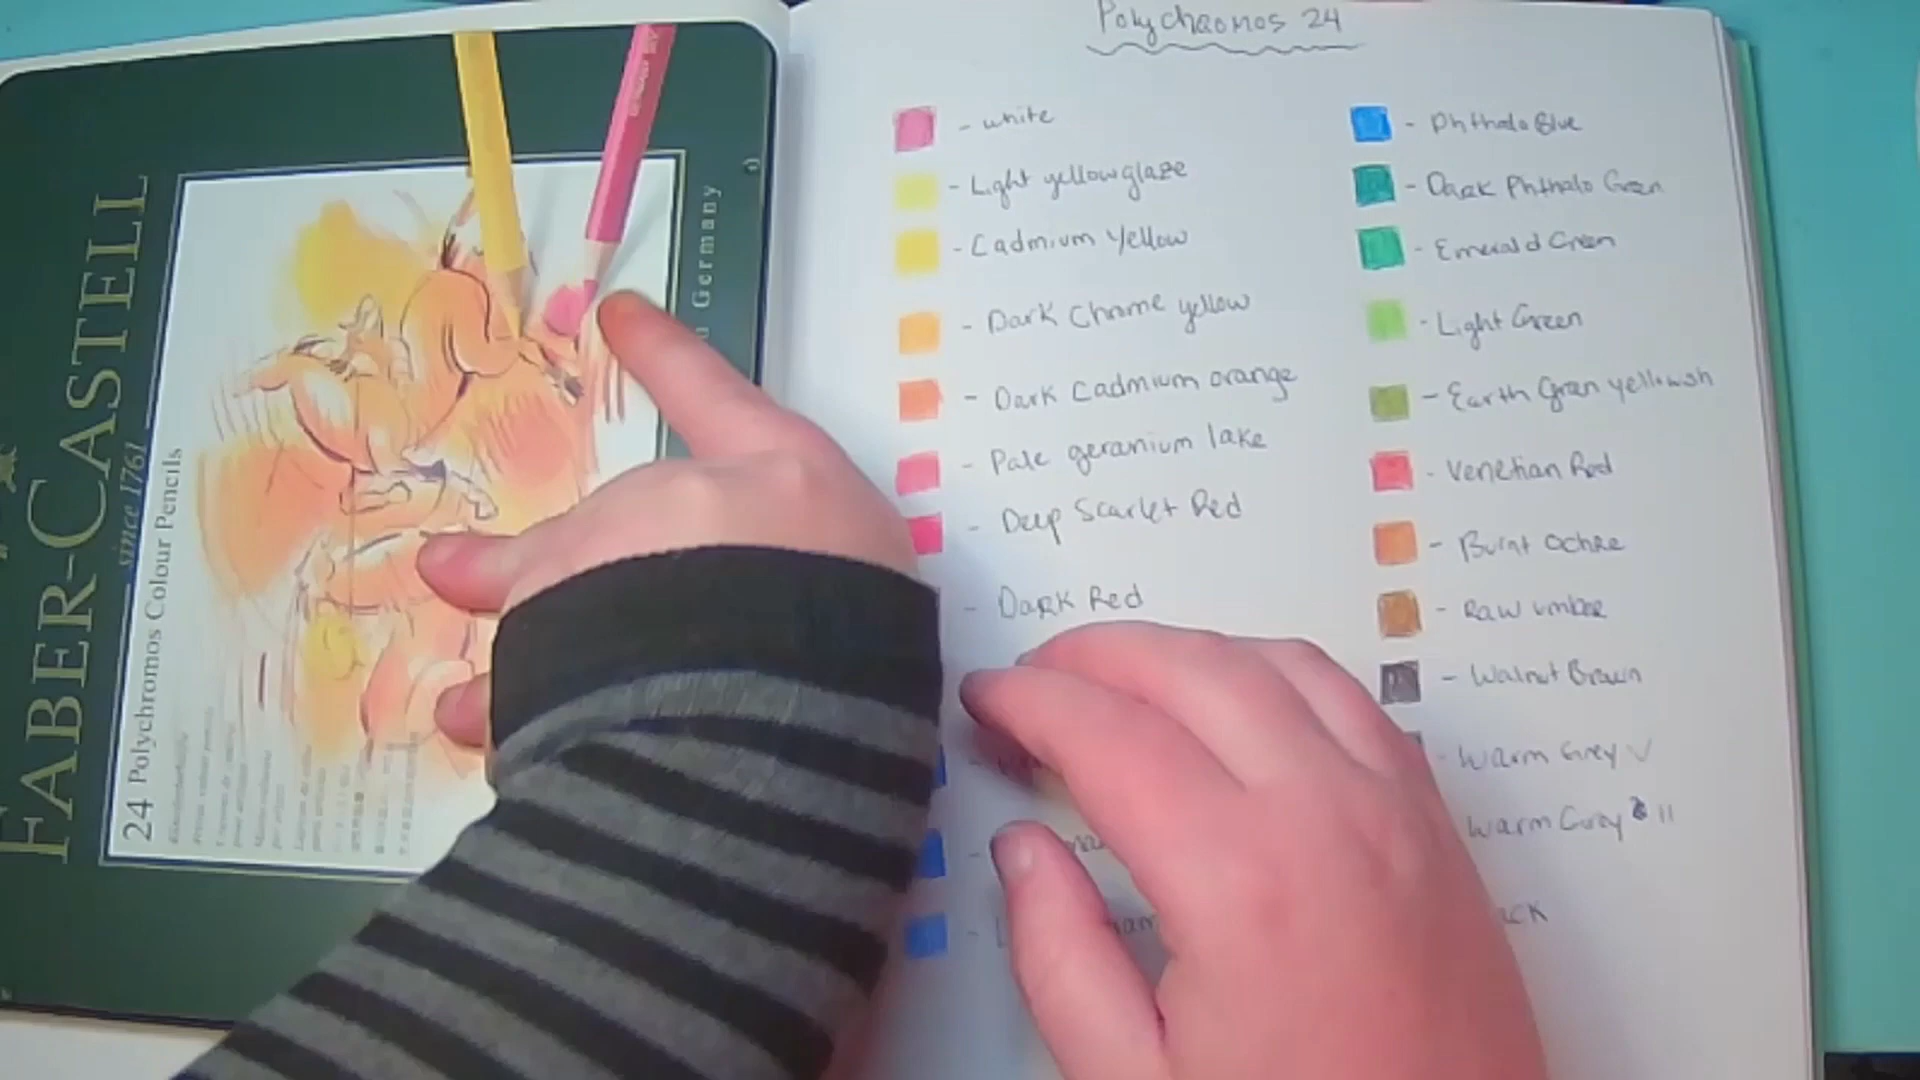 FABER-CASTELL
since 1761
24 Polychromos Colour Pencils
Germany
Polychromos 24
- white
- Light yellow glaze
- Cadmium Yellow
- Dark Chrome yellow
- Dark Cadmium orange
- Pale geranium lake
- Deep Scarlet Red
- Dark Red
- Phthalo Blue
- Dark Phthalo Green
- Emerald Green
- Light Green
- Earth Green yellowish
- Venetian Red
- Burnt Ochre
- Raw umber
- Walnut Brown
- Warm Grey V
Warm Grey II
ack